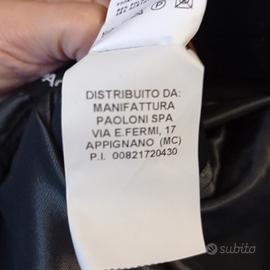 DISTRIBUITO DA:
MANIFATTURA
PAOLONI SPA
VIA E.FERMI, 17
APPIGNANO (MC)
P.I. 00821720430
subito